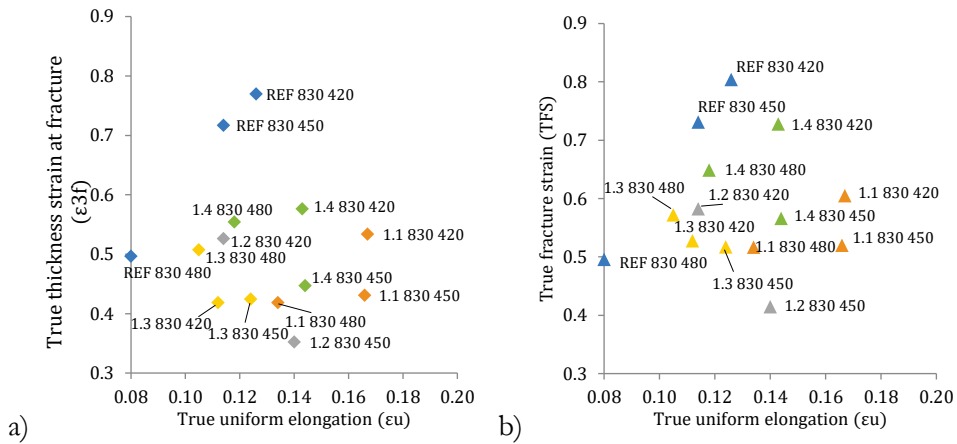 0.9
0.8
0.7
0.6
0.5
0.4
0.3
0.08
0.10
0.12
0.14
0.16
0.18
0.20
True thickness strain at fracture
(ε3f)
True uniform elongation (εu)
REF 830 420
REF 830 450
1.4 830 480
1.4 830 420
1.2 830 420
1.1 830 420
1.3 830 480
REF 830 480
1.4 830 450
1.1 830 450
1.3 830 420
1.1 830 480
1.3 830 450
1.2 830 450
a)
0.9
0.8
0.7
0.6
0.5
0.4
0.3
0.08
0.10
0.12
0.14
0.16
0.18
0.20
True fracture strain (TFS)
True uniform elongation (εu)
REF 830 420
REF 830 450
1.4 830 420
1.4 830 480
1.3 830 480
1.2 830 420
1.1 830 420
1.3 830 420
1.4 830 450
1.1 830 450
1.1 830 480
REF 830 480
1.3 830 450
1.2 830 450
b)